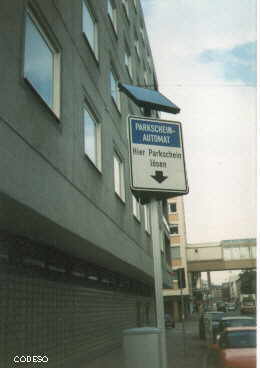 PARKSCHEIN-
AUTOMAT
Hier Parkschein
lösen
CODESO